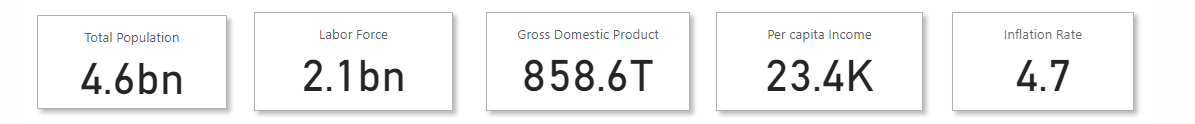 Total Population
4.6bn
Labor Force
2.1bn
Gross Domestic Product
858.6T
Per capita Income
23.4K
Inflation Rate
4.7